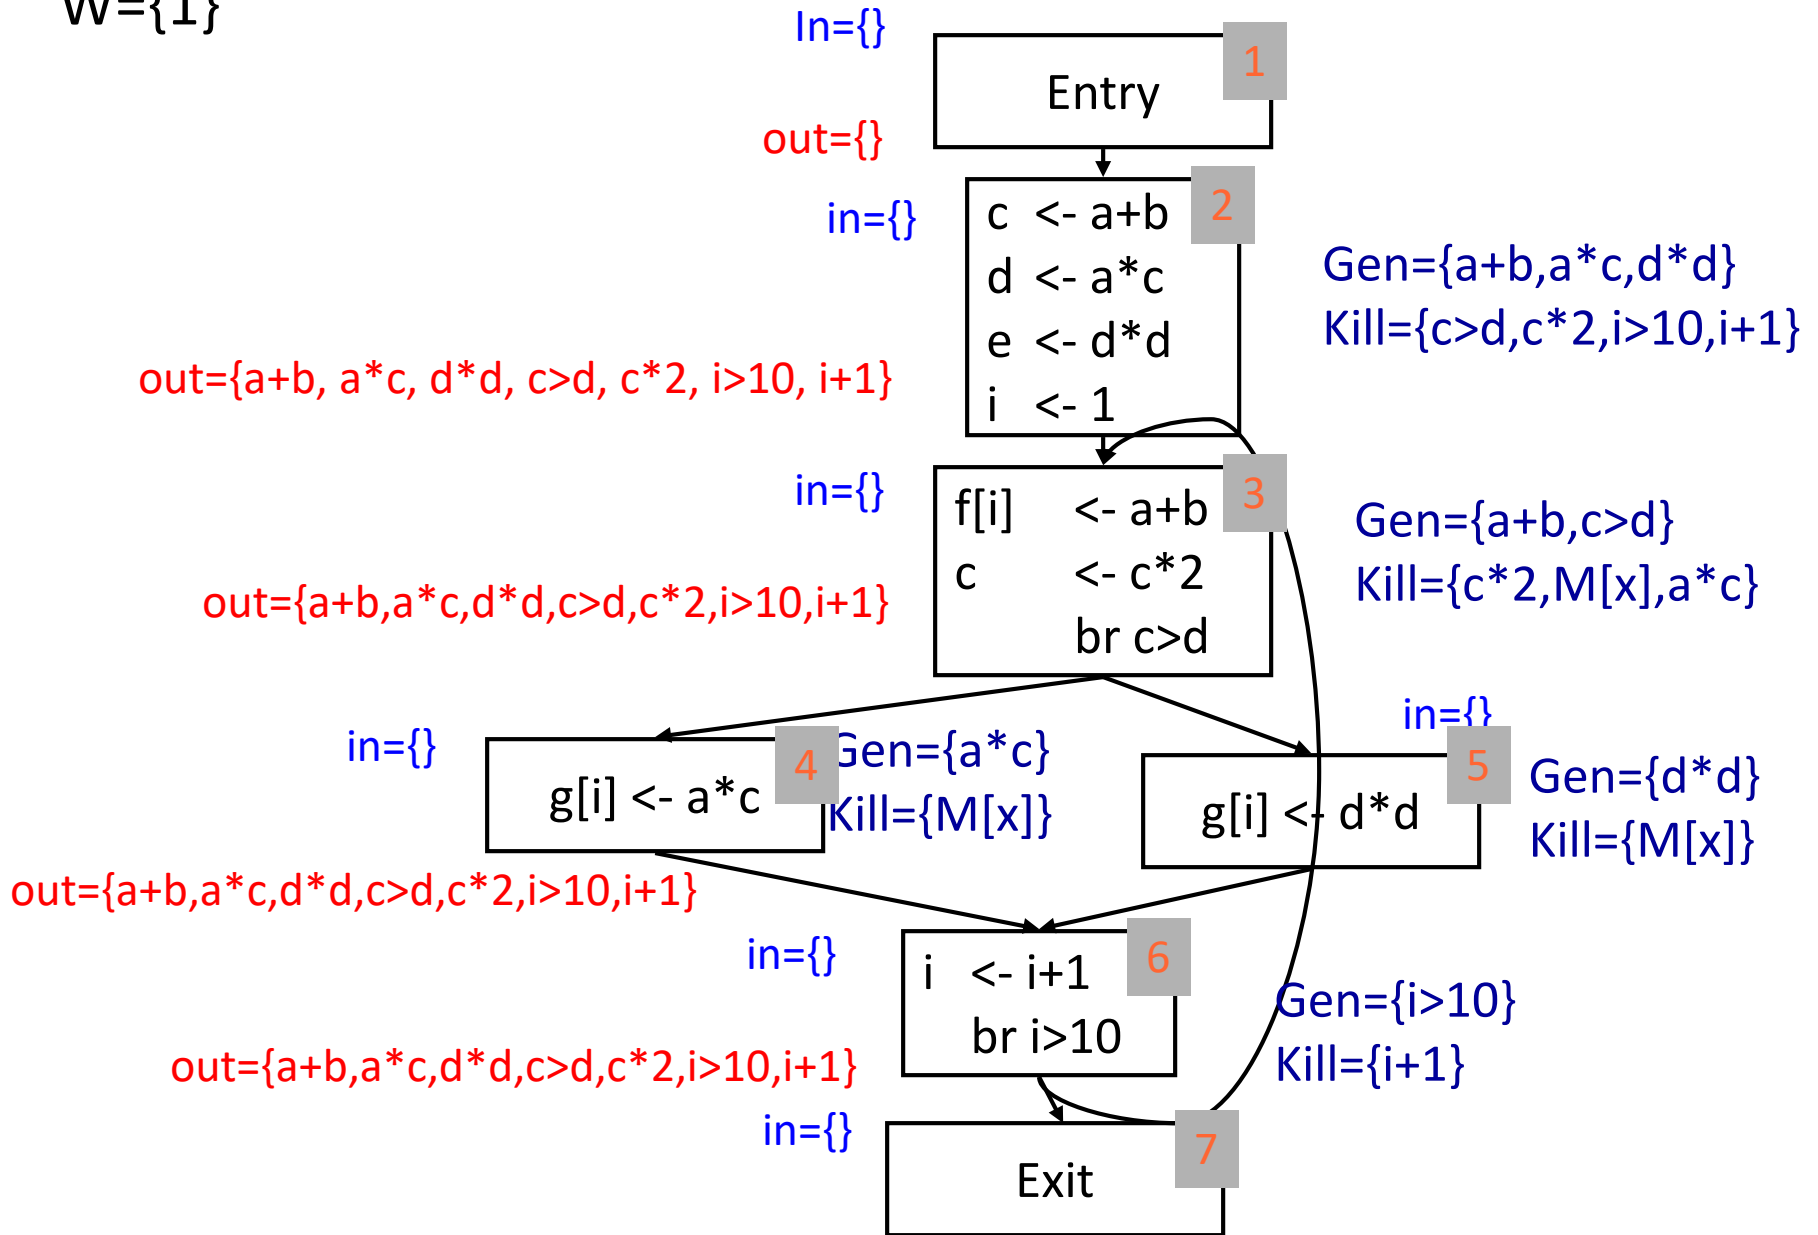 W={1}
In={}
1
Entry
out={}
in={}
2
c <- a+b
d <- a*c
e <- d*d
i <- 1
Gen={a+b,a*c,d*d}
Kill={c>d,c*2,i>10,i+1}
out={a+b, a*c, d*d, c>d, c*2, i>10, i+1}
in={}
3
f[i] <- a+b
c <- c*2
br c>d
Gen={a+b,c>d}
Kill={c*2,M[x],a*c}
out={a+b,a*c,d*d,c>d,c*2,i>10,i+1}
in={}
4
g[i] <- a*c
Gen={a*c}
Kill={M[x]}
in={}
5
g[i] <- d*d
Gen={d*d}
Kill={M[x]}
out={a+b,a*c,d*d,c>d,c*2,i>10,i+1}
in={}
6
i <- i+1
br i>10
Gen={i>10}
Kill={i+1}
out={a+b,a*c,d*d,c>d,c*2,i>10,i+1}
in={}
7
Exit